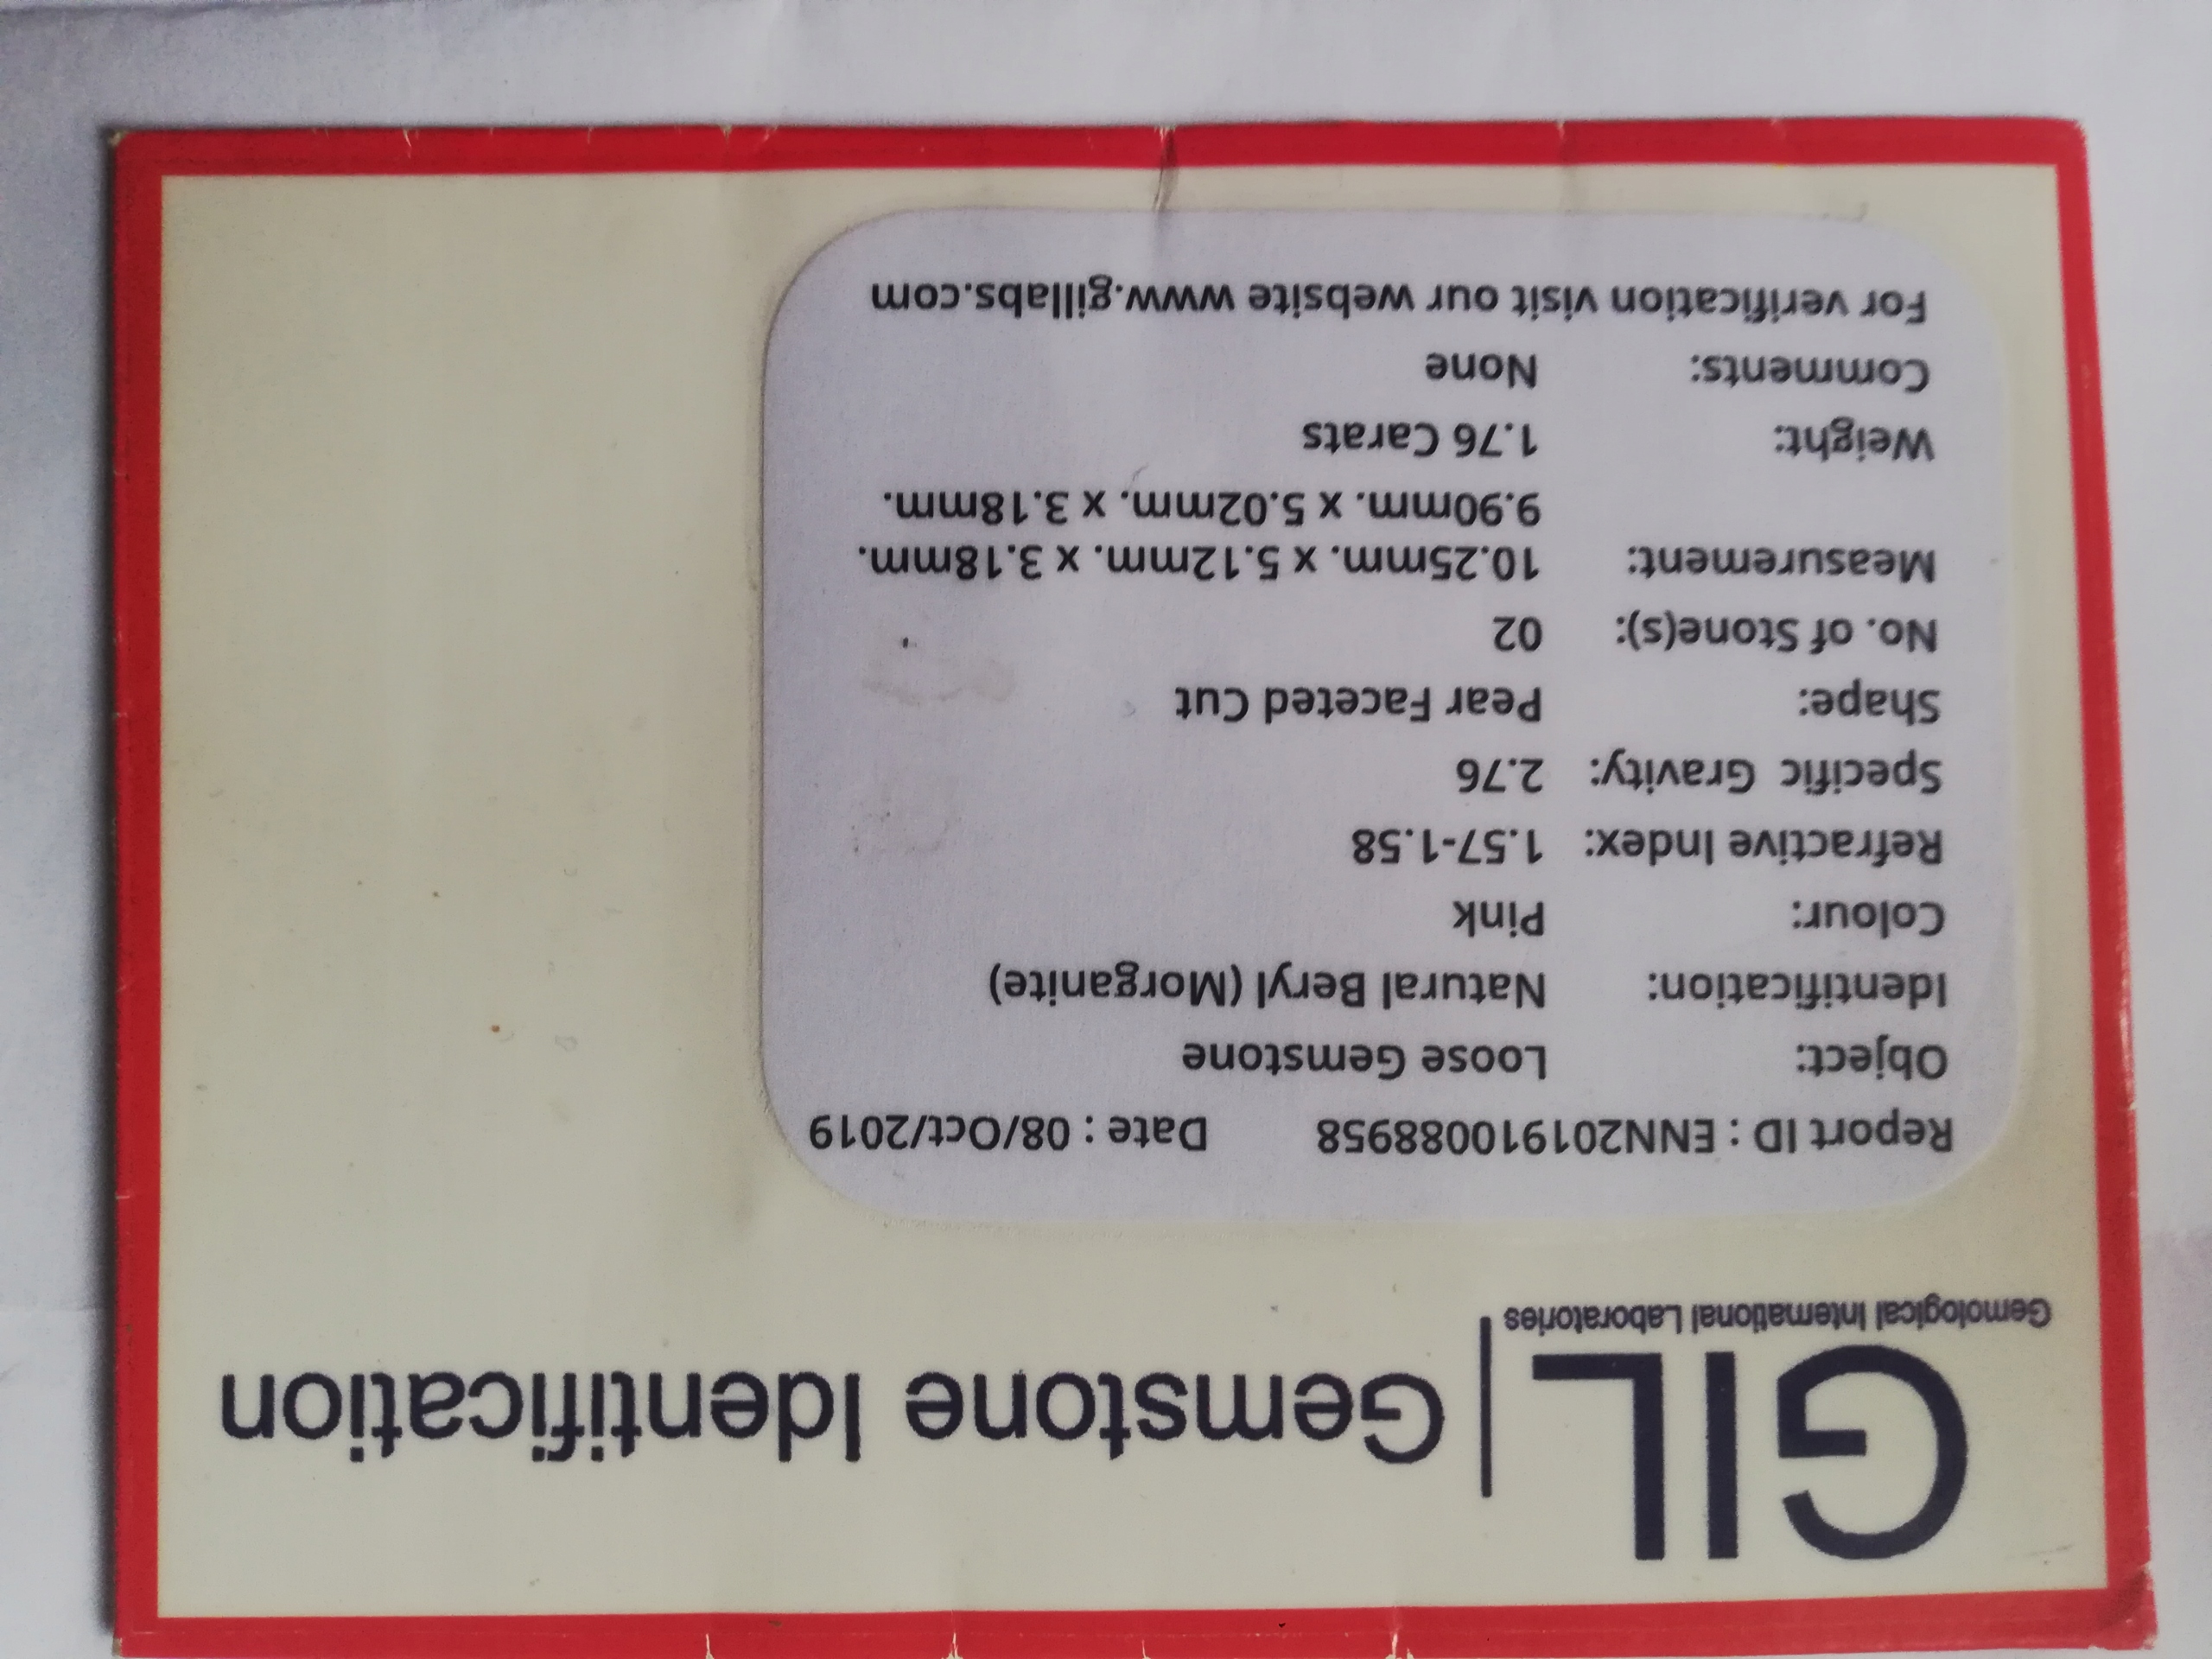 GIL | Gemstone Identification
Gemological International Laboratories
Report ID : ENN201910088958 Date : 08/Oct/2019
Object: Loose Gemstone
Identification: Natural Beryl (Morganite)
Colour: Pink
Refractive Index: 1.57-1.58
Specific Gravity: 2.76
Shape: Pear Faceted Cut
No. of Stone(s): 02
Measurement: 10.25mm. x 5.12mm. x 3.18mm.
9.90mm. x 5.02mm. x 3.18mm.
Weight: 1.76 Carats
Comments: None
For verification visit our website www.gillabs.com